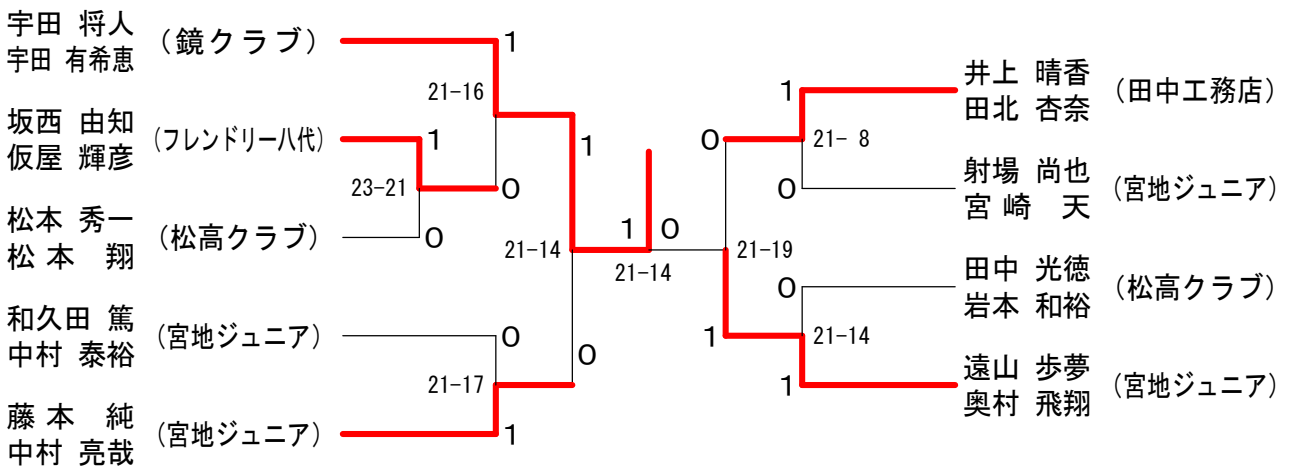 宇田 将人
宇田 有希恵
(鏡クラブ)
1
21-16
坂西 由知
仮屋 輝彦
(フレンドリー八代)
1
0
23-21
松本 秀一
松本 翔
(松高クラブ)
0
1
21-14
和久田 篤
中村 泰裕
(宮地ジュニア)
0
0
21-17
藤本 純
中村 亮哉
(宮地ジュニア)
1
1 0
21-14
井上 晴香
田北 杏奈
(田中工務店)
1
0
21- 8
射場 尚也
宮崎 天
(宮地ジュニア)
0
21-19
田中 光徳
岩本 和裕
(松高クラブ)
0
1
21-14
遠山 歩夢
奥村 飛翔
(宮地ジュニア)
1